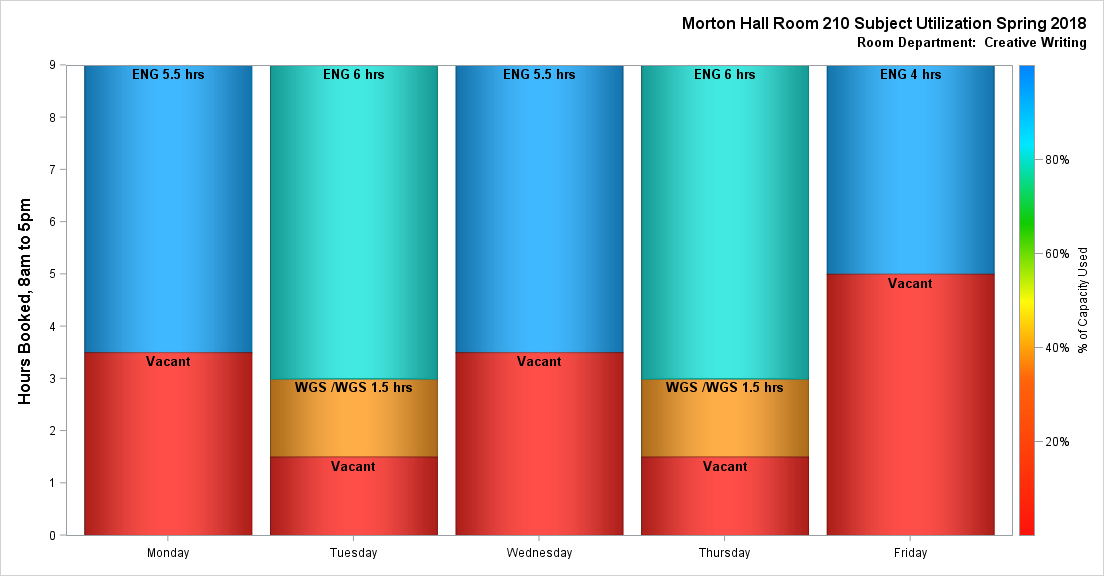 Morton Hall Room 210 Subject Utilization Spring 2018
Room Department: Creative Writing
Hours Booked, 8am to 5pm
9
8
7
6
5
4
3
2
1
0
ENG 5.5 hrs
Vacant
ENG 6 hrs
WGS /WGS 1.5 hrs
Vacant
ENG 5.5 hrs
Vacant
ENG 6 hrs
WGS /WGS 1.5 hrs
Vacant
ENG 4 hrs
Vacant
Monday
Tuesday
Wednesday
Thursday
Friday
80%
60%
40%
20%
% of Capacity Used